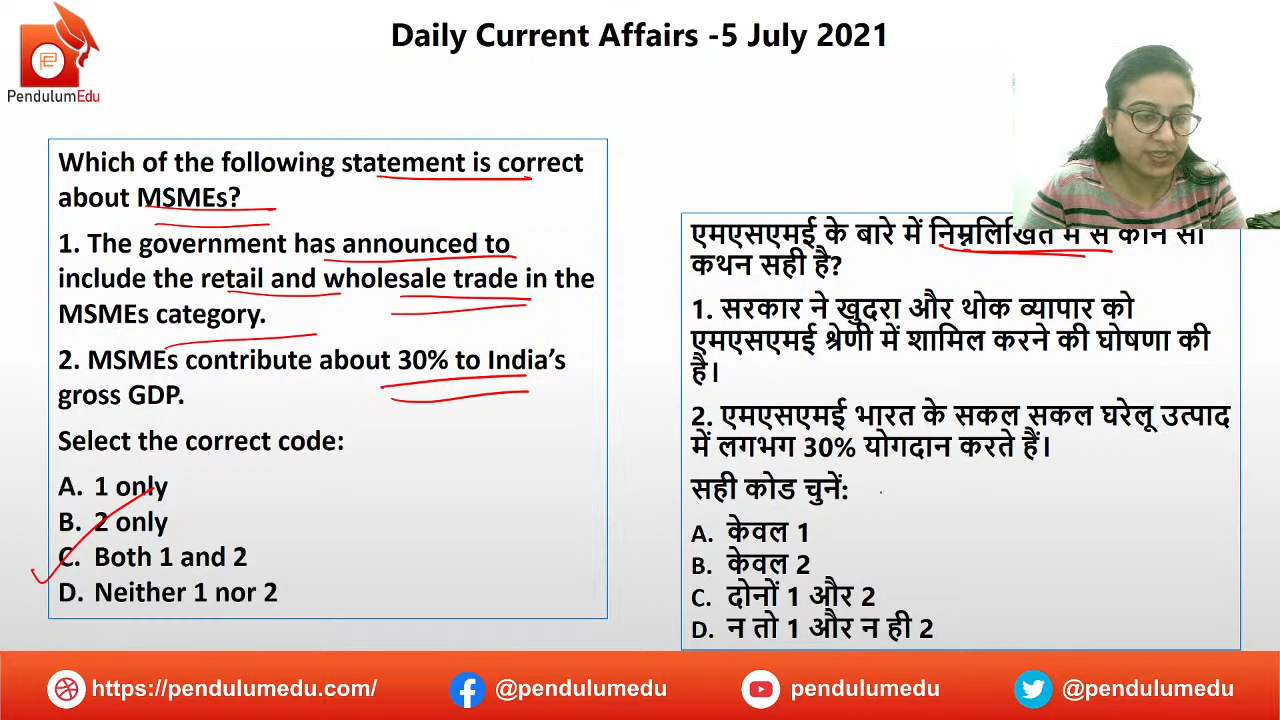 Daily Current Affairs -5 July 2021
PendulumEdu
Which of the following statement is correct
about MSMEs?
1. The government has announced to
include the retail and wholesale trade in the
MSMEs category.
2. MSMEs contribute about 30% to India's
gross GDP.
Select the correct code:
A. 1 only
B. 2 only
C. Both 1 and 2
D. Neither 1 nor 2
एमएसएमई के बारे में निम्नलिखित में से कौन सा
कथन सही है?
1. सरकार ने खुदरा और थोक व्यापार को
एमएसएमई श्रेणी में शामिल करने की घोषणा की
है।
2. एमएसएमई भारत के सकल सकल घरेलू उत्पाद
में लगभग 30% योगदान करते हैं।
सही कोड चुनें:
A. केवल 1
B. केवल 2
C. दोनों 1 और 2
D. न तो 1 और न ही 2
https://pendulumedu.com/
@pendulumedu
pendulumedu
@pendulumedu